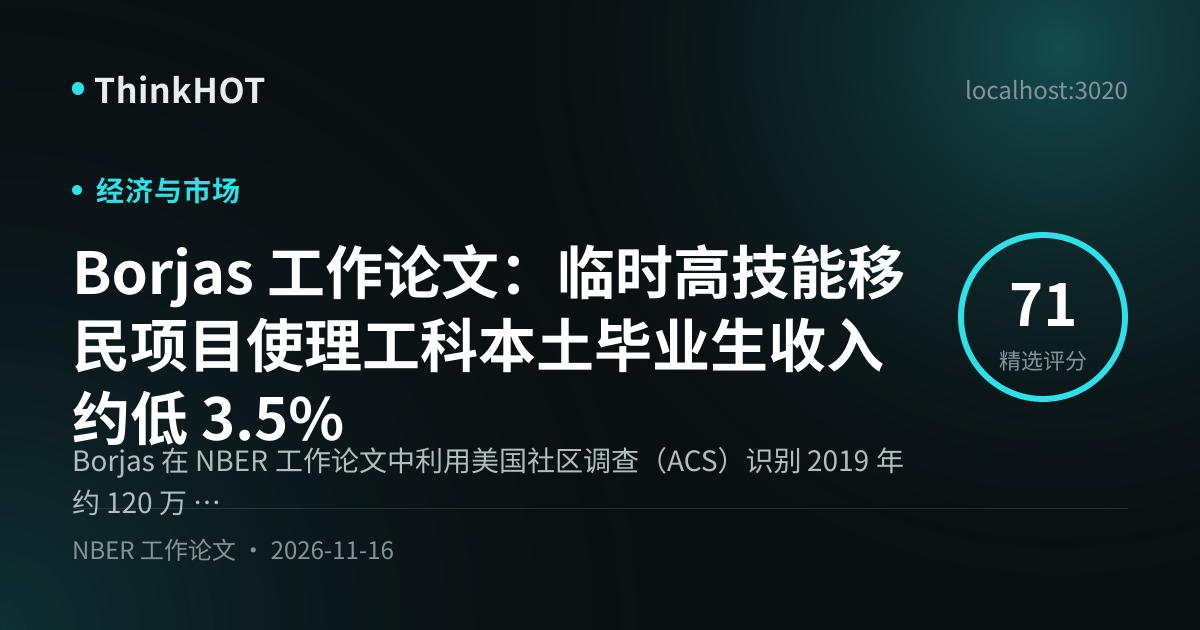 ThinkHOT
localhost:3020
经济与市场
Borjas 工作论文：临时高技能移
民项目使理工科本土毕业生收入
约低 3.5%
71
精选评分
Borjas 在 NBER 工作论文中利用美国社区调查（ACS）识别 2019 年
约 120 万 …
NBER 工作论文 · 2026-11-16